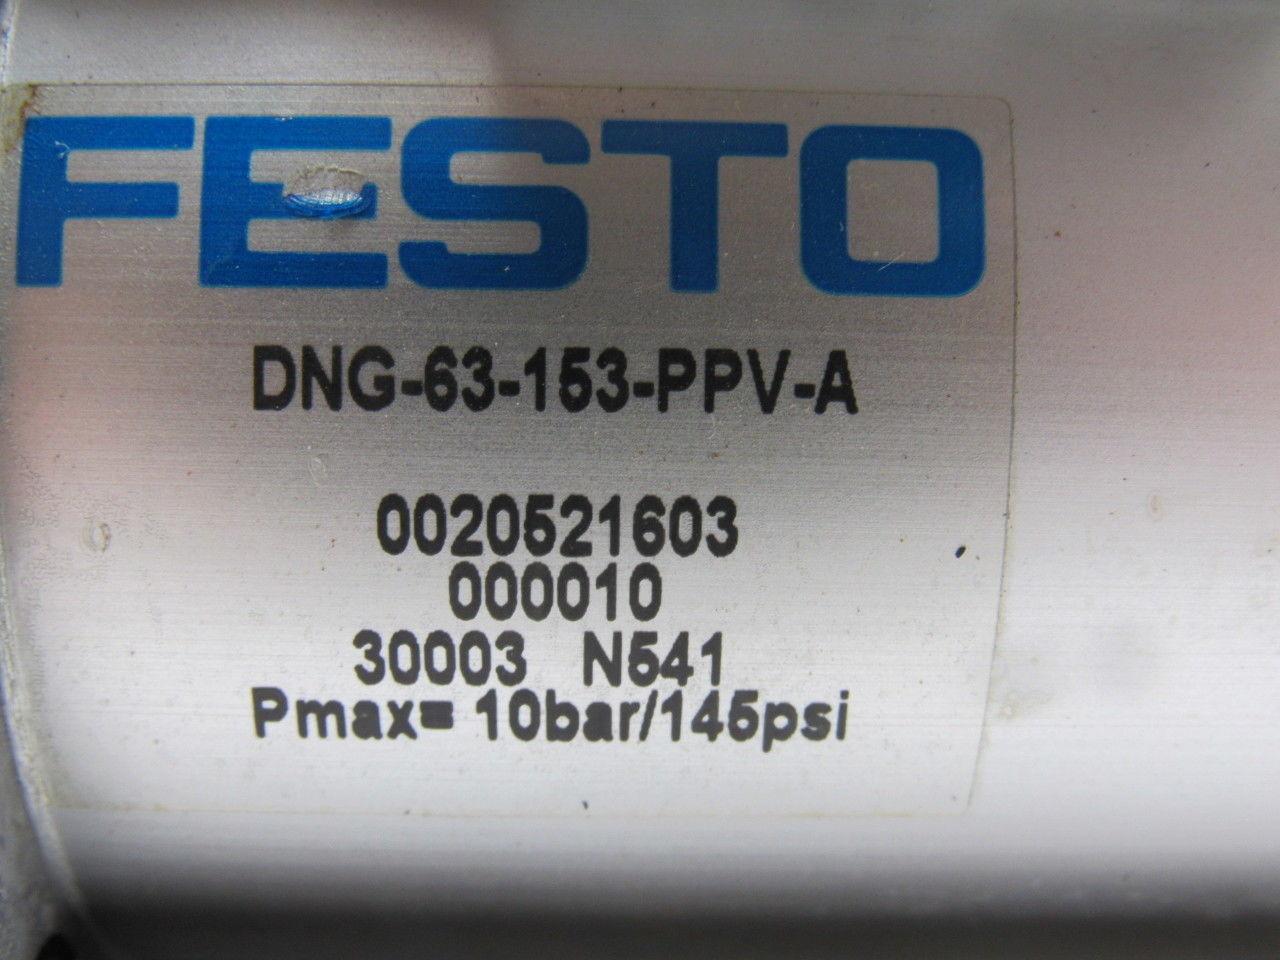 FESTO
DNG-63-153-PPV-A
0020521603
000010
30003 N541
Pmax= 10bar/145psi